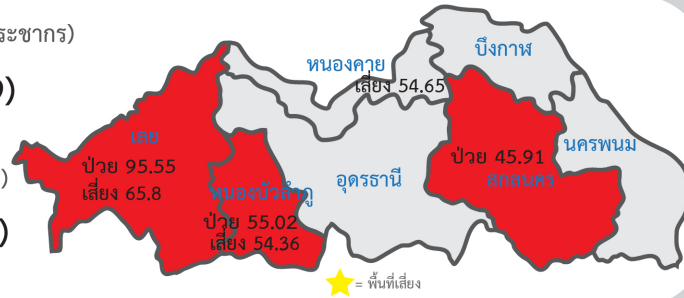 ระชากร)
บึงกาฬ
หนองคาย
เสี่ยง 54.65
)
เลย
ป่วย 95.55
เสี่ยง 65.8
นครพนม
ป่วย 45.91
สกลนคร
อุดรธานี
)
หนองบัวลำภู
ป่วย 55.02
เสี่ยง 54.36
)
= พื้นที่เสี่ยง